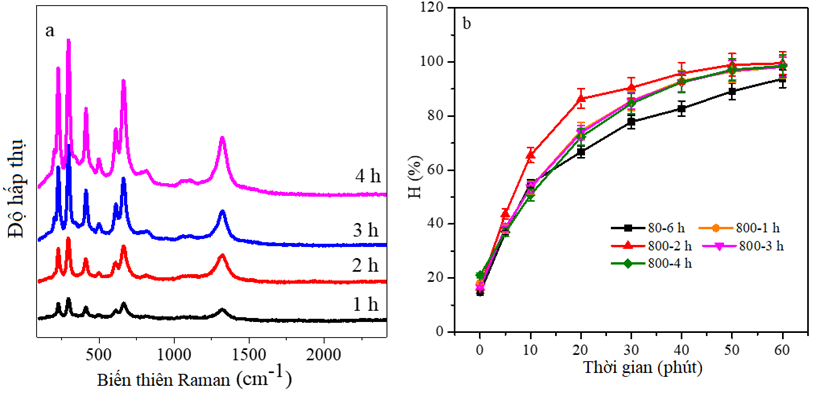 a
Độ hấp thụ
4 h
3 h
2 h
1 h
500 1000 1500 2000
Biến thiên Raman (cm-1)
b
H (%)
120
100
80
60
40
20
0
80-6 h 800-1 h
800-2 h 800-3 h
800-4 h
0 10 20 30 40 50 60
Thời gian (phút)